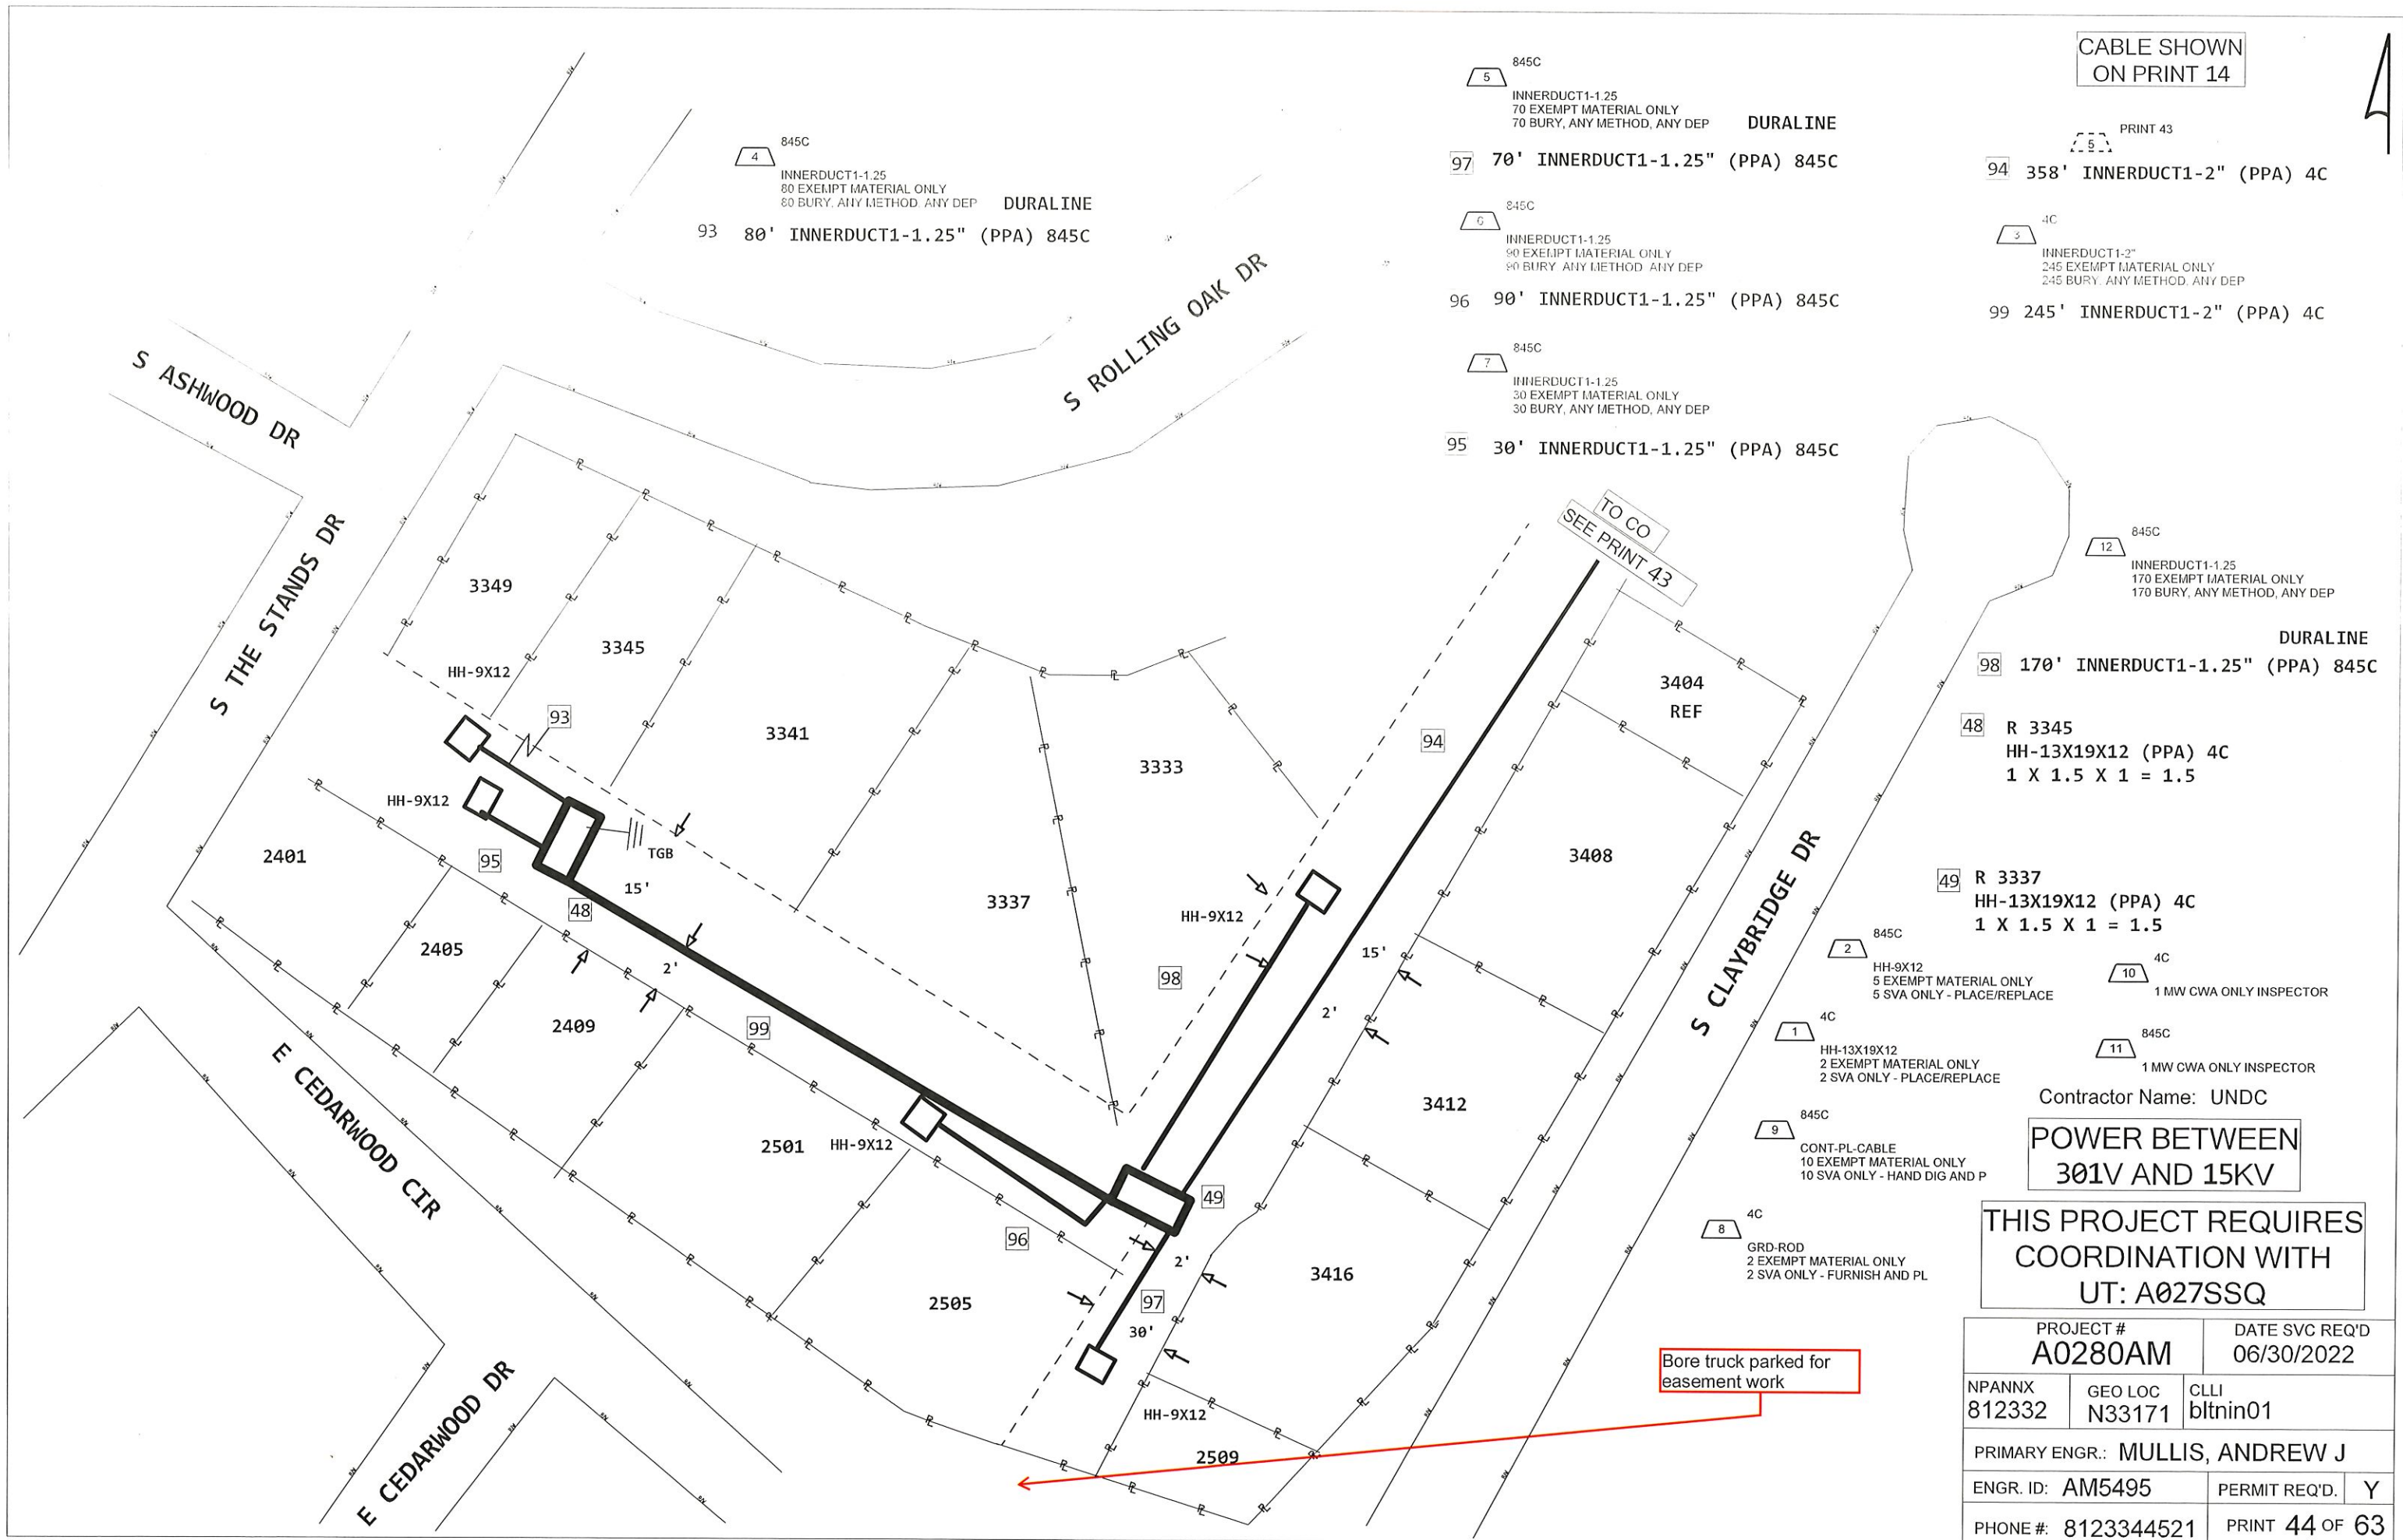 CABLE SHOWN
ON PRINT 14
4
845C
INNERDUCT1-1.25
80 EXEMPT MATERIAL ONLY
80 BURY, ANY METHOD, ANY DEP DURALINE
93 80' INNERDUCT1-1.25" (PPA) 845C
5
845C
INNERDUCT1-1.25
70 EXEMPT MATERIAL ONLY
70 BURY, ANY METHOD, ANY DEP DURALINE
97 70' INNERDUCT1-1.25" (PPA) 845C
6
845C
INNERDUCT1-1.25
90 EXEMPT MATERIAL ONLY
90 BURY, ANY METHOD, ANY DEP
96 90' INNERDUCT1-1.25" (PPA) 845C
7
845C
INNERDUCT1-1.25
30 EXEMPT MATERIAL ONLY
30 BURY, ANY METHOD, ANY DEP
95 30' INNERDUCT1-1.25" (PPA) 845C
5
PRINT 43
94 358' INNERDUCT1-2" (PPA) 4C
3
4C
INNERDUCT1-2"
245 EXEMPT MATERIAL ONLY
245 BURY, ANY METHOD, ANY DEP
99 245' INNERDUCT1-2" (PPA) 4C
12
845C
INNERDUCT1-1.25
170 EXEMPT MATERIAL ONLY
170 BURY, ANY METHOD, ANY DEP
DURALINE
98 170' INNERDUCT1-1.25" (PPA) 845C
48 R 3345
HH-13X19X12 (PPA) 4C
1 X 1.5 X 1 = 1.5
49 R 3337
HH-13X19X12 (PPA) 4C
1 X 1.5 X 1 = 1.5
2
845C
HH-9X12
5 EXEMPT MATERIAL ONLY
5 SVA ONLY - PLACE/REPLACE
10
4C
1 MW CWA ONLY INSPECTOR
1
4C
HH-13X19X12
2 EXEMPT MATERIAL ONLY
2 SVA ONLY - PLACE/REPLACE
11
845C
1 MW CWA ONLY INSPECTOR
9
845C
CONT-PL-CABLE
10 EXEMPT MATERIAL ONLY
10 SVA ONLY - HAND DIG AND P
8
4C
GRD-ROD
2 EXEMPT MATERIAL ONLY
2 SVA ONLY - FURNISH AND PL
Contractor Name: UNDC
POWER BETWEEN
301V AND 15KV
THIS PROJECT REQUIRES
COORDINATION WITH
UT: A027SSQ
PROJECT #
A0280AM
DATE SVC REQ'D
06/30/2022
NPANNX
812332
GEO LOC
N33171
CLLI
bltnin01
PRIMARY ENGR.: MULLIS, ANDREW J
ENGR. ID: AM5495
PERMIT REQ'D. Y
PHONE #: 8123344521
PRINT 44 OF 63
S ASHWOOD DR
S ROLLING OAK DR
S THE STANDS DR
TO CO
SEE PRINT 43
3349
3345
HH-9X12
93
3341
3333
94
3404
REF
3408
HH-9X12
TGB
2401
95
15'
48
3337
HH-9X12
S CLAYBRIDGE DR
2405
2'
15'
98
2'
2409
99
E CEDARWOOD CIR
3412
2501
HH-9X12
49
96
2'
3416
2505
97
30'
Bore truck parked for
easement work
E CEDARWOOD DR
HH-9X12
2509